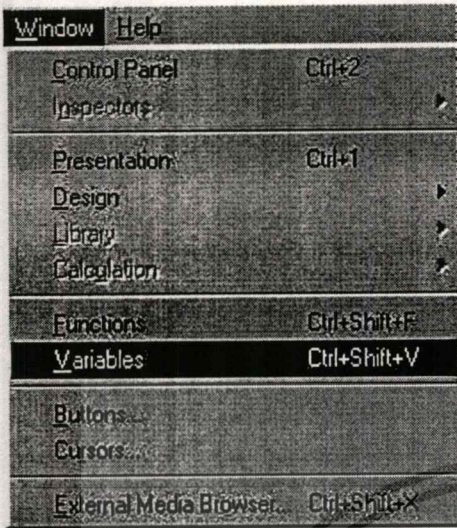 Window Help
Control Panel Ctrl+2
Inspectors
Presentation Ctrl+1
Design
Library
Calculation
Functions Ctrl+Shift+F
Variables Ctrl+Shift+V
Buttons...
Cursors...
External Media Browser... Ctrl+Shift+X